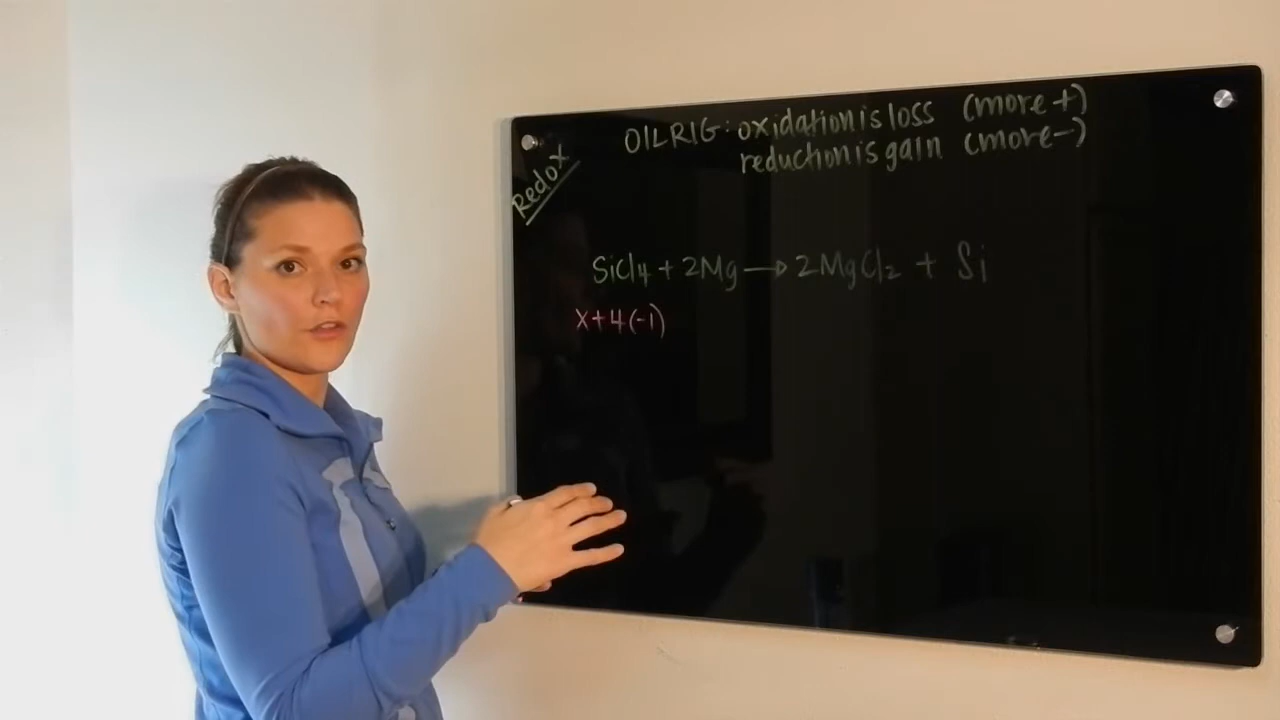 OILRIG: oxidation is loss (more +)
reduction is gain (more -)
Redox
SiCl4 + 2Mg → 2MgCl2 + Si
x+4(-1)